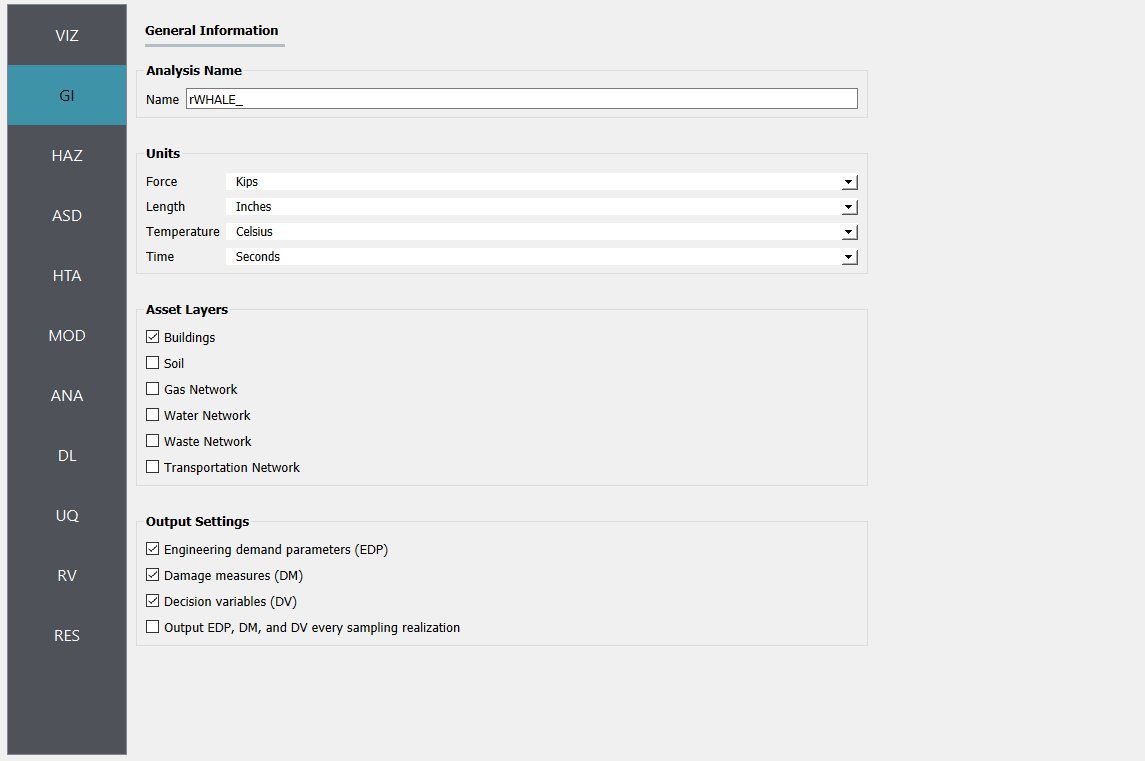 VIZ
GI
HAZ
ASD
HTA
MOD
ANA
DL
UQ
RV
RES
General Information
Analysis Name
Name rWHALE_
Units
Force Kips
Length Inches
Temperature Celsius
Time Seconds
Asset Layers
Buildings
Soil
Gas Network
Water Network
Waste Network
Transportation Network
Output Settings
Engineering demand parameters (EDP)
Damage measures (DM)
Decision variables (DV)
Output EDP, DM, and DV every sampling realization